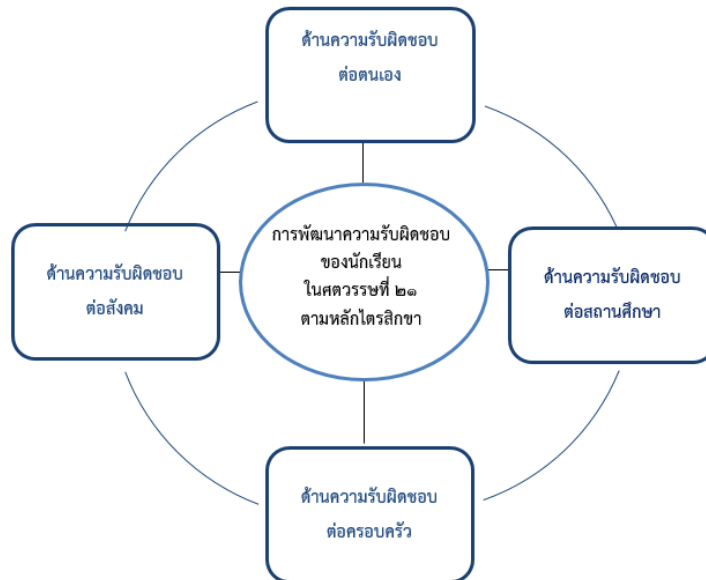 ด้านความรับผิดชอบ
ต่อตนเอง
การพัฒนาความรับผิดชอบ
ของนักเรียน
ในศตวรรษที่ ๒๑
ตามหลักไตรสิกขา
ด้านความรับผิดชอบ
ต่อสังคม
ด้านความรับผิดชอบ
ต่อสถานศึกษา
ด้านความรับผิดชอบ
ต่อครอบครัว